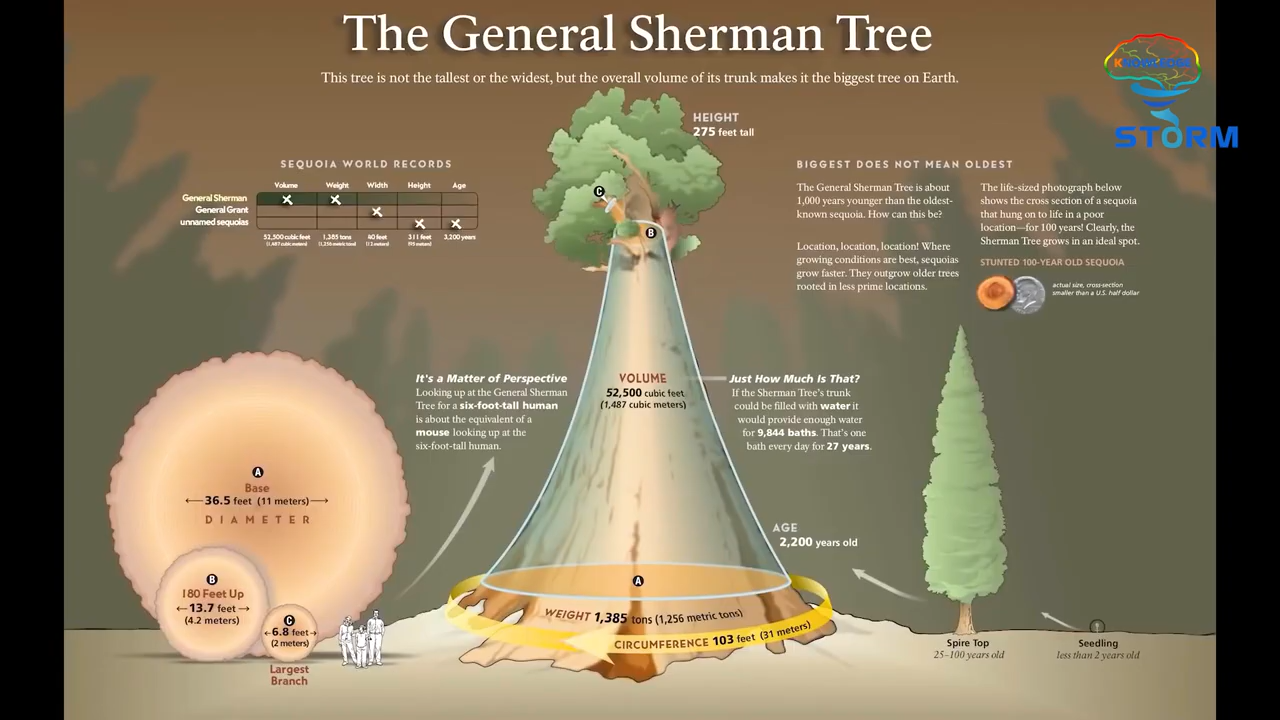 The General Sherman Tree
This tree is not the tallest or the widest, but the overall volume of its trunk makes it the biggest tree on Earth.
KNOWLEDGE
STORM
HEIGHT
275 feet tall
SEQUOIA WORLD RECORDS
Volume Weight Width Height Age
General Sherman
General Grant
unnamed sequoias
52,500 cubic feet 1,385 tons 40 feet 311 feet 3,200 years
(1,487 cubic meters) (1,256 metric tons) (12 meters) (95 meters)
BIGGEST DOES NOT MEAN OLDEST
The General Sherman Tree is about
1,000 years younger than the oldest-
known sequoia. How can this be?
Location, location, location! Where
growing conditions are best, sequoias
grow faster. They outgrow older trees
rooted in less prime locations.
The life-sized photograph below
shows the cross section of a sequoia
that hung on to life in a poor
location—for 100 years! Clearly, the
Sherman Tree grows in an ideal spot.
STUNTED 100-YEAR OLD SEQUOIA
actual size, cross-section
smaller than a U.S. half dollar
C
B
It's a Matter of Perspective
Looking up at the General Sherman
Tree for a six-foot-tall human
is about the equivalent of a
mouse looking up at the
six-foot-tall human.
VOLUME
52,500 cubic feet
(1,487 cubic meters)
Just How Much Is That?
If the Sherman Tree's trunk
could be filled with water it
would provide enough water
for 9,844 baths. That's one
bath every day for 27 years.
A
Base
36.5 feet (11 meters)
DIAMETER
B
180 Feet Up
13.7 feet
(4.2 meters)
C
6.8 feet
(2 meters)
Largest
Branch
AGE
2,200 years old
A
WEIGHT 1,385 tons (1,256 metric tons)
CIRCUMFERENCE 103 feet (31 meters)
Spire Top
25–100 years old
Seedling
less than 2 years old